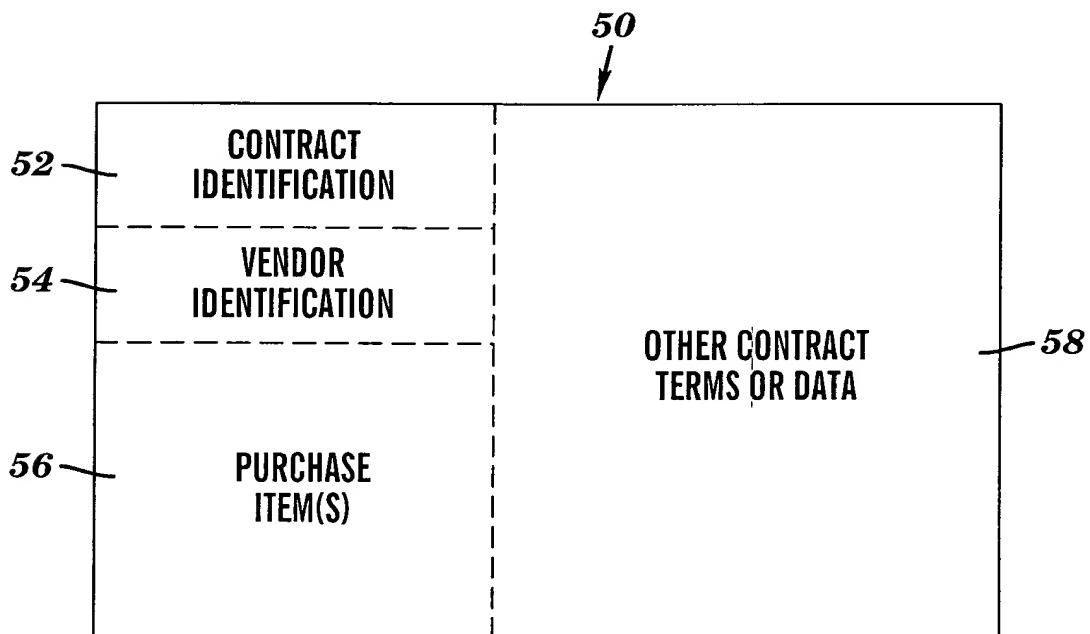 50
52
CONTRACT
IDENTIFICATION
54
VENDOR
IDENTIFICATION
OTHER CONTRACT
TERMS OR DATA
58
56
PURCHASE
ITEM(S)